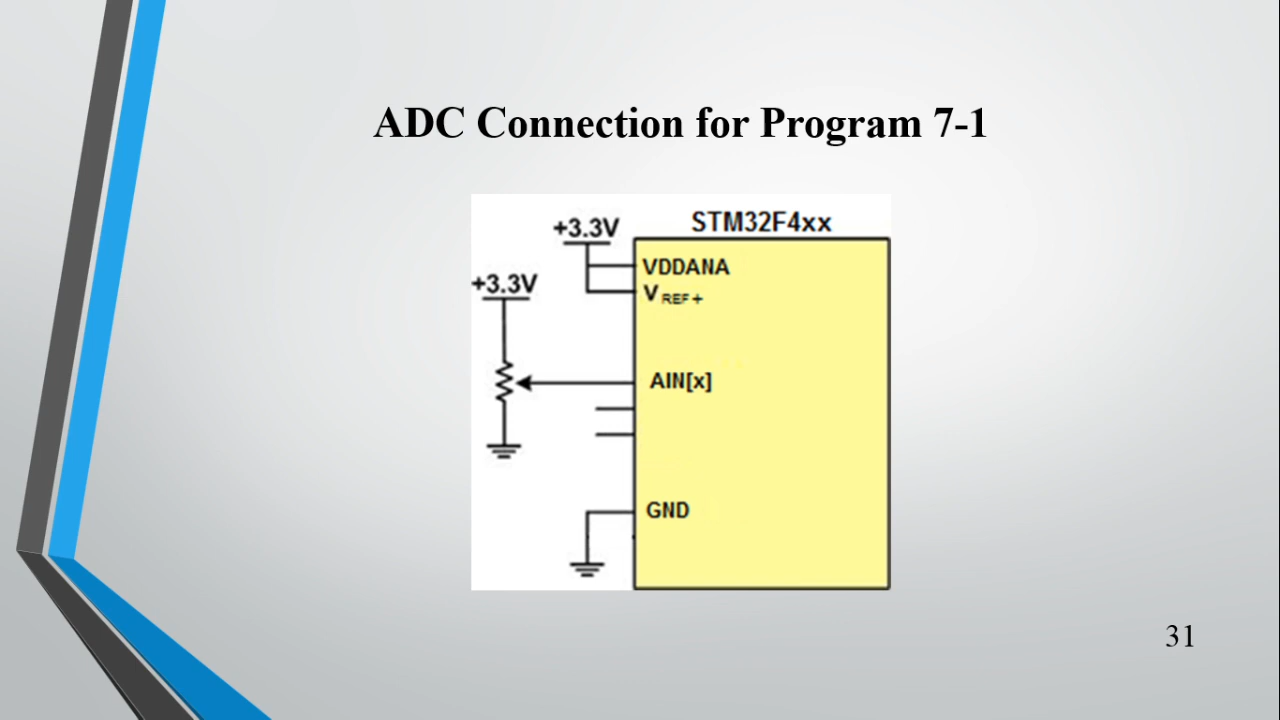 ADC Connection for Program 7-1
STM32F4xx
+3.3V
VDDANA
+3.3V
VREF+
AIN[x]
GND
31